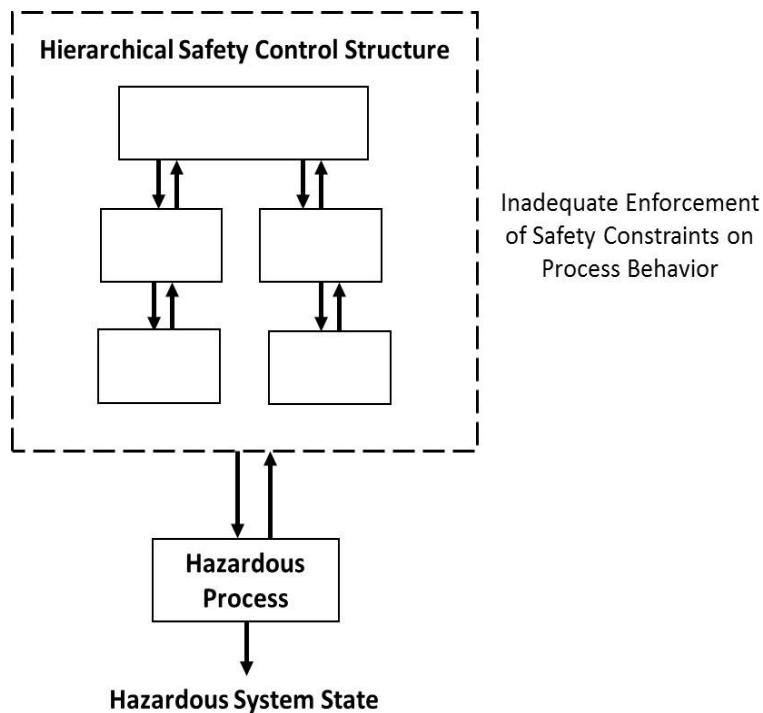 Hierarchical Safety Control Structure
Inadequate Enforcement
of Safety Constraints on
Process Behavior
Hazardous
Process
Hazardous System State